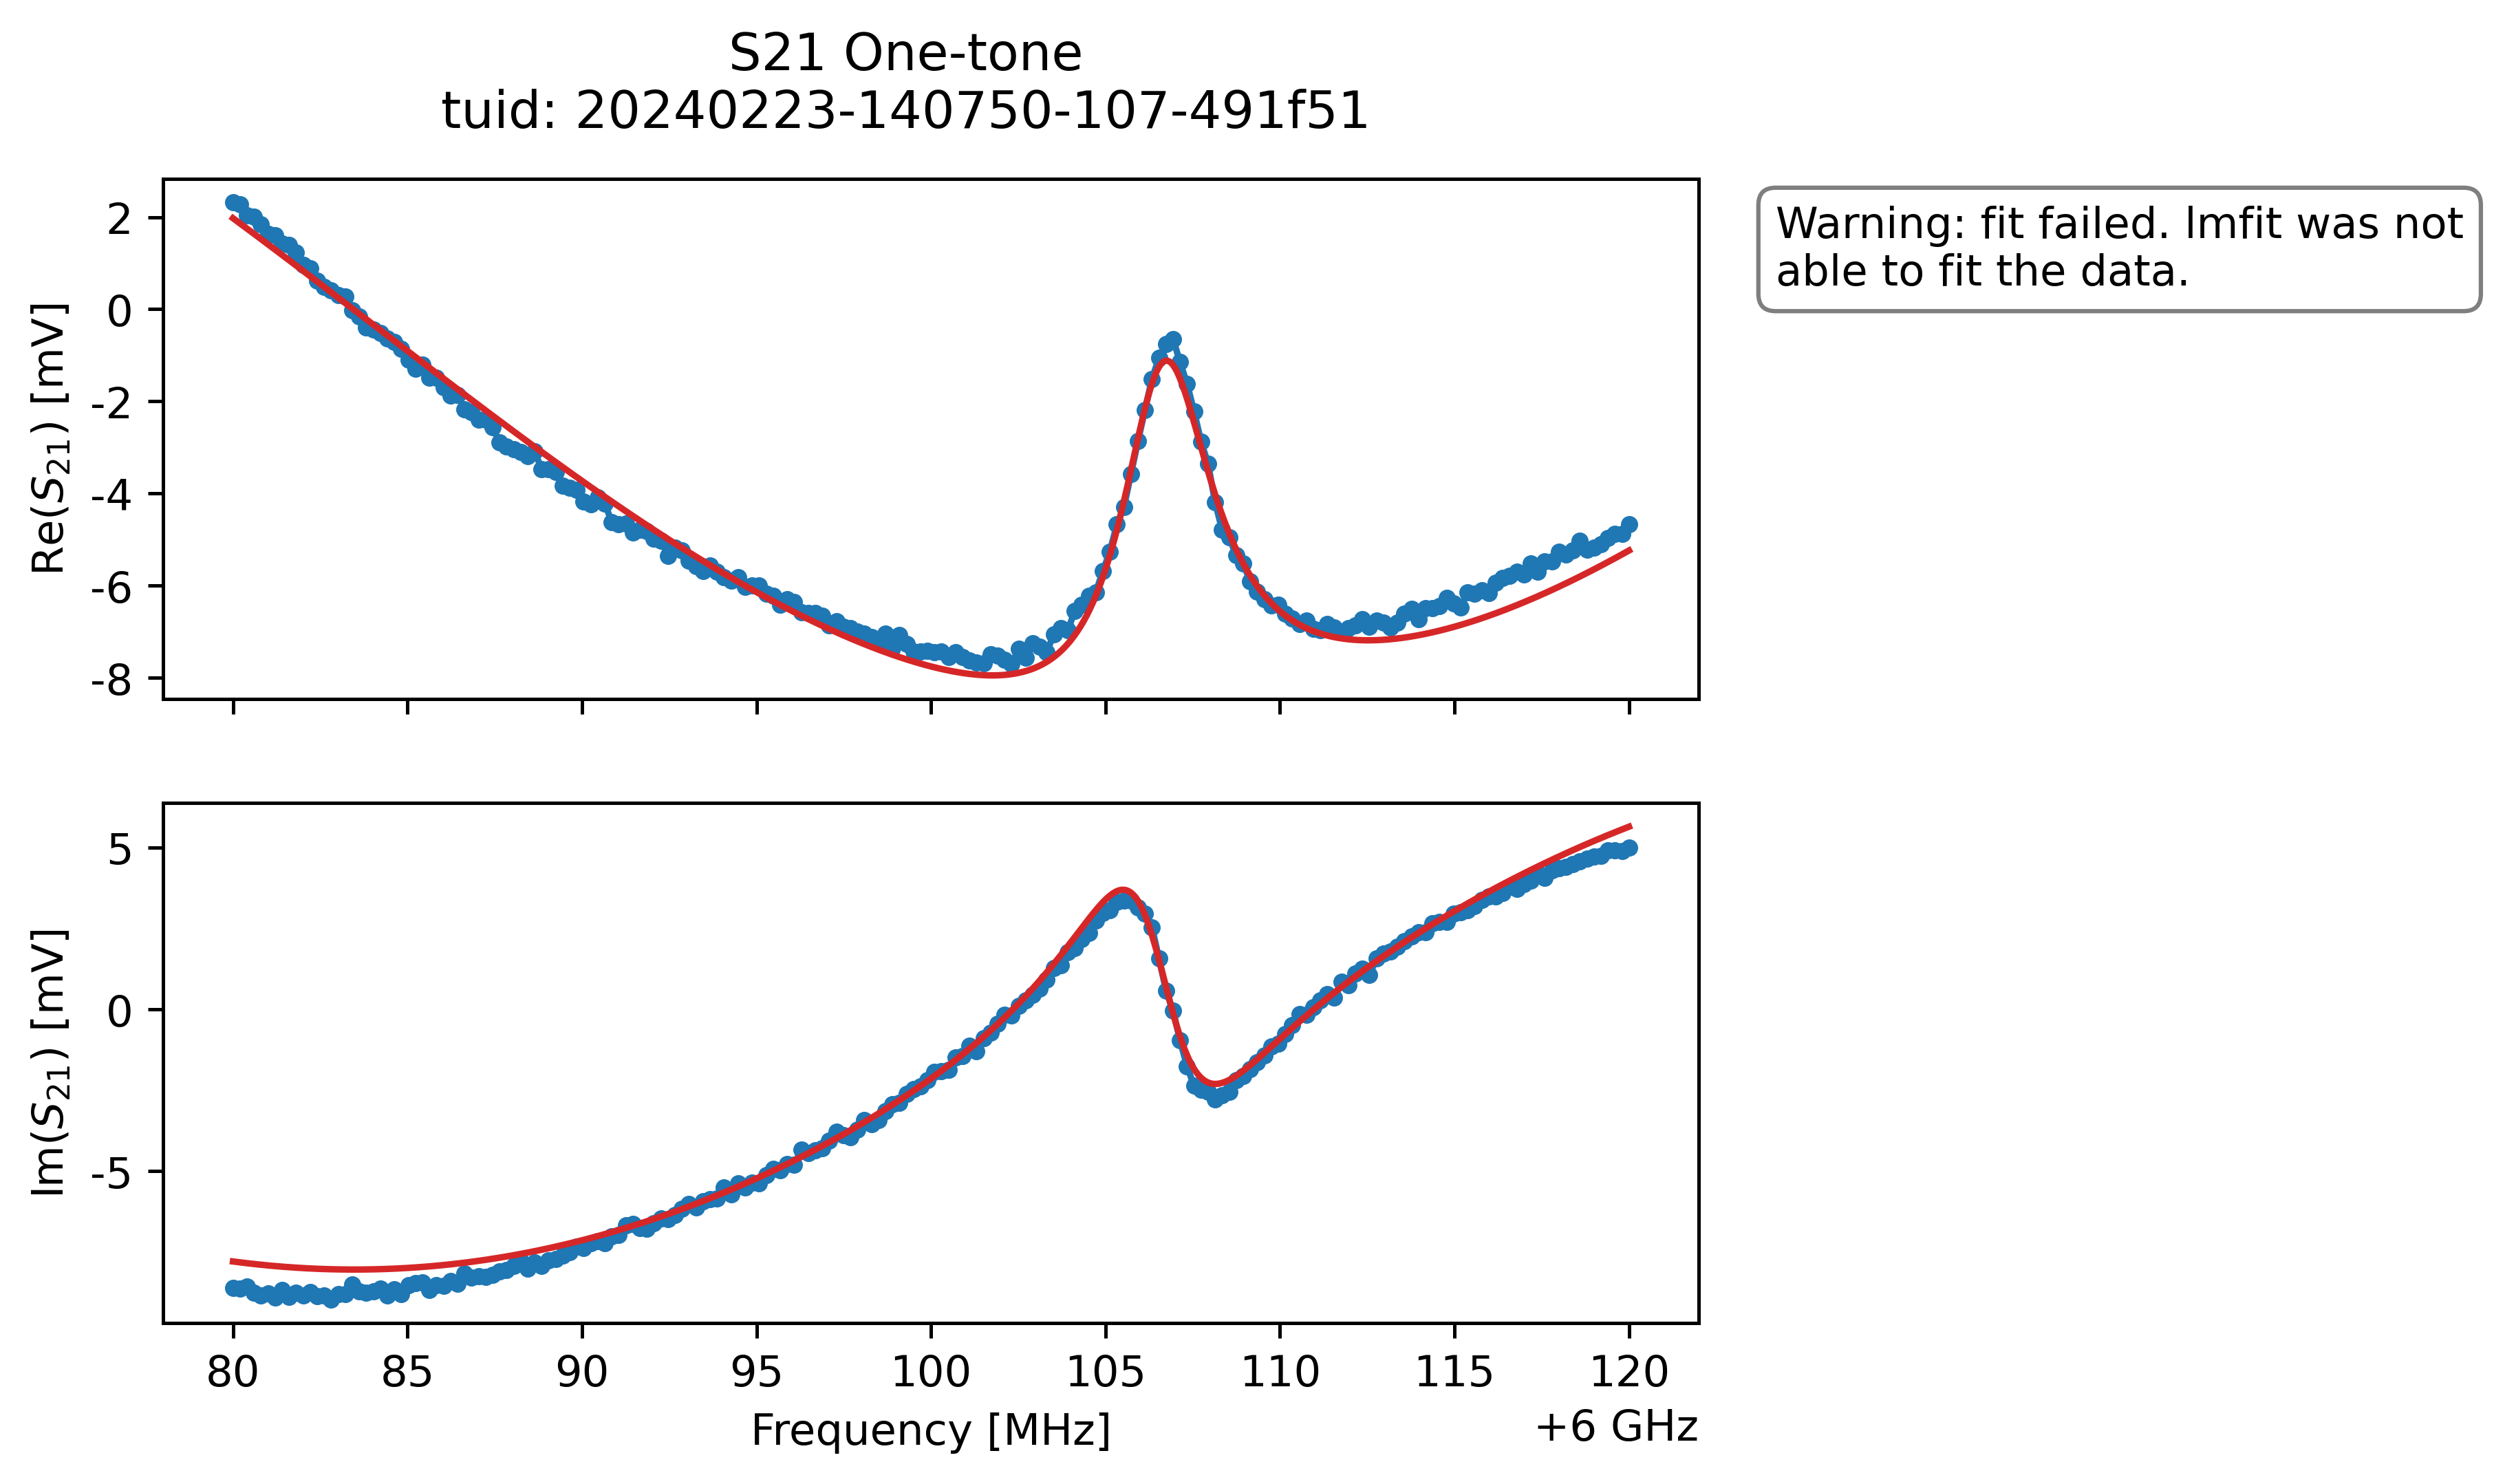 S21 One-tone
tuid: 20240223-140750-107-491f51
Warning: fit failed. lmfit was not
able to fit the data.
2
0
-2
-4
-6
-8
Re(S21) [mV]
5
0
-5
Im(S21) [mV]
80 85 90 95 100 105 110 115 120
Frequency [MHz]
+6 GHz